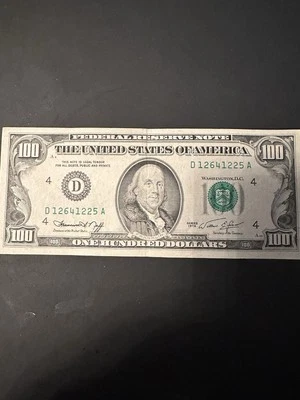 FEDERAL RESERVE NOTE
100 THE UNITED STATES OF AMERICA 100
THIS NOTE IS LEGAL TENDER
FOR ALL DEBTS, PUBLIC AND PRIVATE
D 12641225 A
WASHINGTON, D.C.
4 4
D
D 12641225 A
4 4
SERIES
100 ONE HUNDRED DOLLARS 100